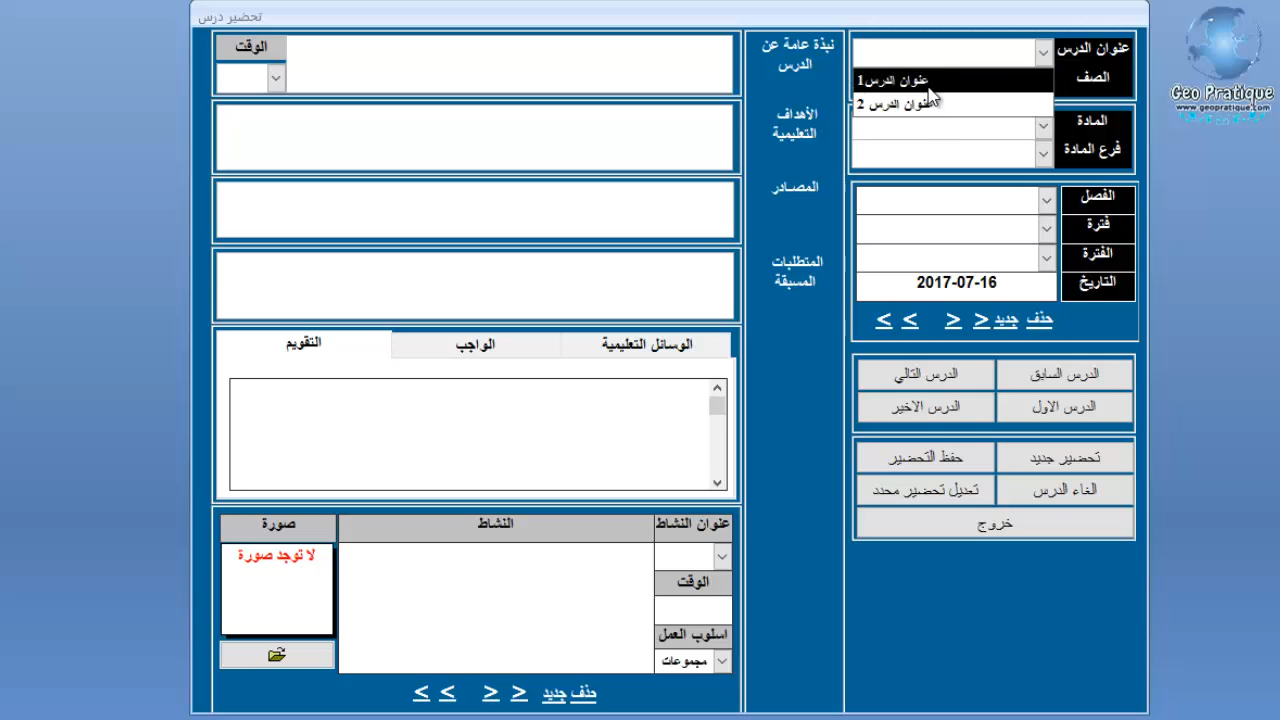 تحضير درس
Geo Pratique
www.geopratique.com
عنوان الدرس
عنوان الدرس1
عنوان الدرس 2
الصف
المادة
فرع المادة
الفصل
فترة
الفترة
التاريخ
2017-07-16
حذف جديد > > < <
الدرس السابق
الدرس التالي
الدرس الاول
الدرس الاخير
تحضير جديد
حفظ التحضير
الغاء الدرس
تعديل تحضير محدد
خروج
نبذة عامة عن
الدرس
الوقت
الأهداف
التعليمية
المصادر
المتطلبات
المسبقة
الوسائل التعليمية
الواجب
التقويم
عنوان النشاط
النشاط
صورة
لا توجد صورة
الوقت
اسلوب العمل
مجموعات
حذف جديد > > < <